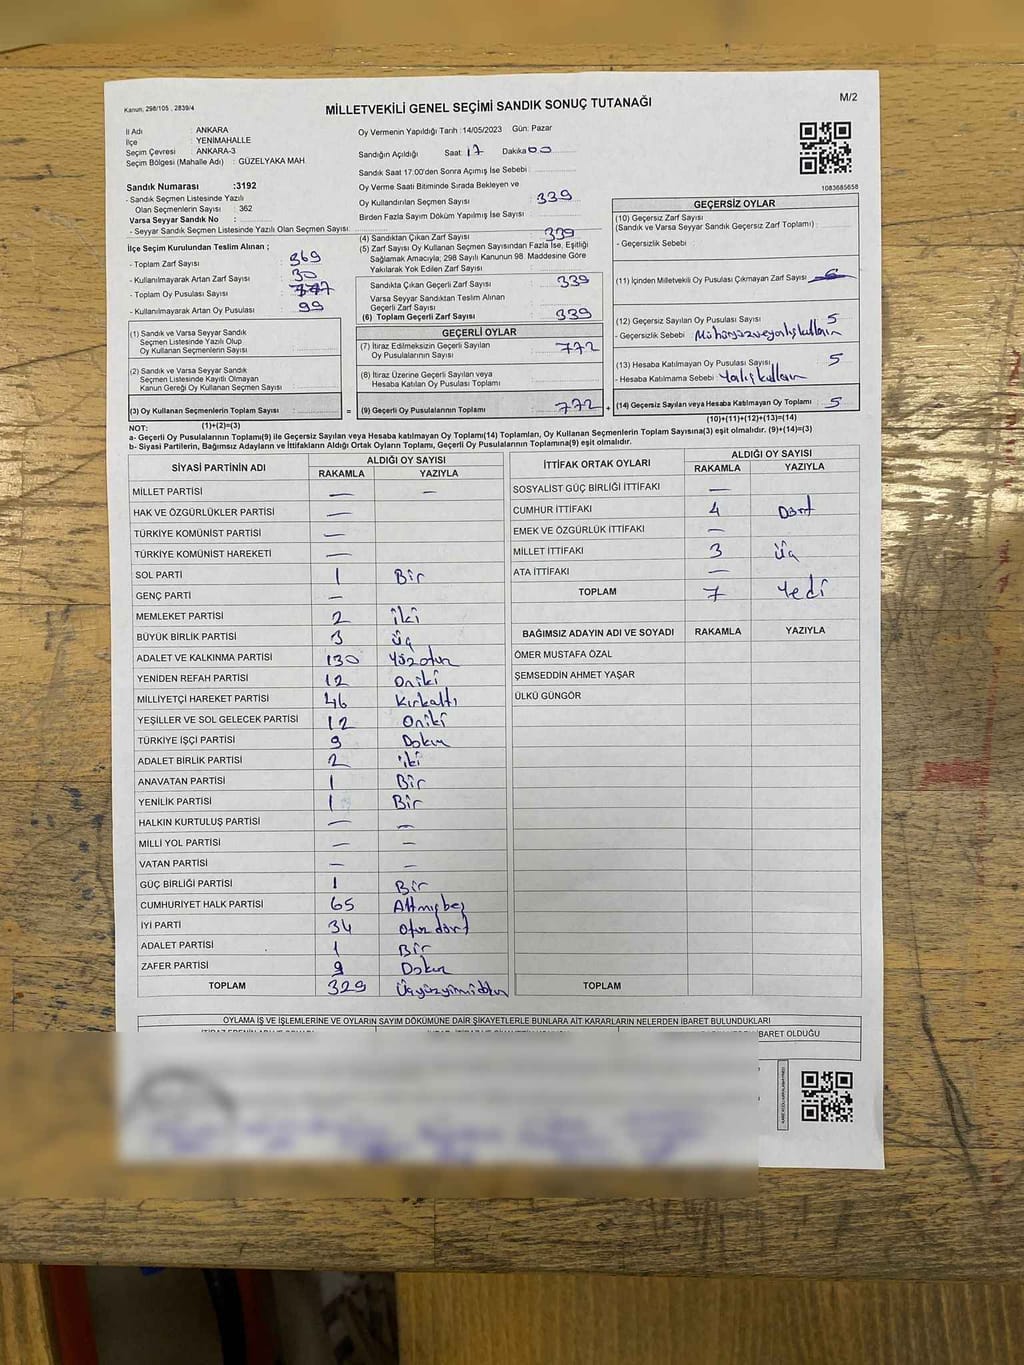 Kanun, 298/105 , 2839/4
MİLLETVEKİLİ GENEL SEÇİMİ SANDIK SONUÇ TUTANAĞI
M/2
İl Adı : ANKARA
İlçe : YENİMAHALLE
Seçim Çevresi : ANKARA-3
Seçim Bölgesi (Mahalle Adı) : GÜZELYAKA MAH.
Sandık Numarası :3192
- Sandık Seçmen Listesinde Yazılı
Olan Seçmenlerin Sayısı : 362
Varsa Seyyar Sandık No :
- Seyyar Sandık Seçmen Listesinde Yazılı Olan Seçmen Sayısı
Oy Vermenin Yapıldığı Tarih :14/05/2023 Gün: Pazar
Sandığın Açıldığı Saat 17 Dakika 00
Sandık Saat 17.00'den Sonra Açımış İse Sebebi
Oy Verme Saati Bitiminde Sırada Bekleyen ve
Oy Kullandırılan Seçmen Sayısı : 339
Birden Fazla Sayım Döküm Yapılmış İse Sayısı
1083685658
İlçe Seçim Kurulundan Teslim Alınan ;
- Toplam Zarf Sayısı : 369
- Kullanılmayarak Artan Zarf Sayısı : 30
- Toplam Oy Pusulası Sayısı :
- Kullanılmayarak Artan Oy Pusulası : 99
(1) Sandık ve Varsa Seyyar Sandık
Seçmen Listesinde Yazılı Olup
Oy Kullanan Seçmenlerin Sayısı :
(2) Sandık ve Varsa Seyyar Sandık
Seçmen Listesinde Kayıtlı Olmayan
Kanun Gereği Oy Kullanan Seçmenlerin Sayısı :
(3) Oy Kullanan Seçmenlerin Toplam Sayısı : =
(1)+(2)=(3)
(4) Sandıktan Çıkan Zarf Sayısı : 339
(5) Zarf Sayısı Oy Kullanan Seçmen Sayısından Fazla İse, Eşitliği
Sağlamak Amacıyla; 298 Sayılı Kanunun 98. Maddesine Göre
Yakılarak Yok Edilen Zarf Sayısı :
Sandıkta Çıkan Geçerli Zarf Sayısı : 339
Varsa Seyyar Sandıktan Teslim Alınan
Geçerli Zarf Sayısı :
(6) Toplam Geçerli Zarf Sayısı : 339
GEÇERLİ OYLAR
(7) İtiraz Edilmeksizin Geçerli Sayılan
Oy Pusulalarının Sayısı : 772
(8) İtiraz Üzerine Geçerli Sayılan veya
Hesaba Katılan Oy Pusulası Toplamı :
(9) Geçerli Oy Pusulalarının Toplamı : 772 +
GEÇERSİZ OYLAR
(10) Geçersiz Zarf Sayısı
(Sandık ve Varsa Seyyar Sandık Geçersiz Zarf Toplamı) :
- Geçersizlik Sebebi :
(11) İçinden Milletvekili Oy Pusulası Çıkmayan Zarf Sayısı
(12) Geçersiz Sayılan Oy Pusulası Sayısı : 5
- Geçersizlik Sebebi :
(13) Hesaba Katılmayan Oy Pusulası Sayısı : 5
- Hesaba Katılmama Sebebi :
(14) Geçersiz Sayılan veya Hesaba Katılmayan Oy Toplamı : 5
(10)+(11)+(12)+(13)=(14)
NOT:
a- Geçerli Oy Pusulalarının Toplamı(9) ile Geçersiz Sayılan veya Hesaba katılmayan Oy Toplamı(14) Toplamları, Oy Kullanan Seçmenlerin Toplam Sayısına(3) eşit olmalıdır. (9)+(14)=(3)
b- Siyasi Partilerin, Bağımsız Adayların ve İttifakların Aldığı Ortak Oyların Toplamı, Geçerli Oy Pusulalarının Toplamına(9) eşit olmalıdır.
SİYASİ PARTİNİN ADI ALDIĞI OY SAYISI
RAKAMLA YAZIYLA
MİLLET PARTİSİ — —
HAK VE ÖZGÜRLÜKLER PARTİSİ —
TÜRKİYE KOMÜNİST PARTİSİ —
TÜRKİYE KOMÜNİST HAREKETİ —
SOL PARTİ 1 Bir
GENÇ PARTİ —
MEMLEKET PARTİSİ 2 iki
BÜYÜK BİRLİK PARTİSİ 3 üç
ADALET VE KALKINMA PARTİSİ 130 Yüzotuz
YENİDEN REFAH PARTİSİ 12 Oniki
MİLLİYETÇİ HAREKET PARTİSİ 46 Kırkaltı
YEŞİLLER VE SOL GELECEK PARTİSİ 12 Oniki
TÜRKİYE İŞÇİ PARTİSİ 9 Dokuz
ADALET BİRLİK PARTİSİ 2 iki
ANAVATAN PARTİSİ 1 Bir
YENİLİK PARTİSİ 1 Bir
HALKIN KURTULUŞ PARTİSİ — —
MİLLİ YOL PARTİSİ — —
VATAN PARTİSİ — —
GÜÇ BİRLİĞİ PARTİSİ 1 Bir
CUMHURİYET HALK PARTİSİ 65 Altmışbeş
İYİ PARTİ 34 Otuz dört
ADALET PARTİSİ 1 Bir
ZAFER PARTİSİ 9 Dokuz
TOPLAM 329 Üçyüzyirmidokuz
İTTİFAK ORTAK OYLARI ALDIĞI OY SAYISI
RAKAMLA YAZIYLA
SOSYALİST GÜÇ BİRLİĞİ İTTİFAKI —
CUMHUR İTTİFAKI 4 Dört
EMEK VE ÖZGÜRLÜK İTTİFAKI —
MİLLET İTTİFAKI 3 üç
ATA İTTİFAKI —
TOPLAM 7 Yedi
BAĞIMSIZ ADAYIN ADI VE SOYADI RAKAMLA YAZIYLA
ÖMER MUSTAFA ÖZAL
ŞEMSEDDİN AHMET YAŞAR
ÜLKÜ GÜNGÖR
TOPLAM
OYLAMA İŞ VE İŞLEMLERİNE VE OYLARIN SAYIM DÖKÜMÜNE DAİR ŞİKAYETLERLE BUNLARA AİT KARARLARIN NELERDEN İBARET BULUNDUKLARI
İBARET OLDUĞU